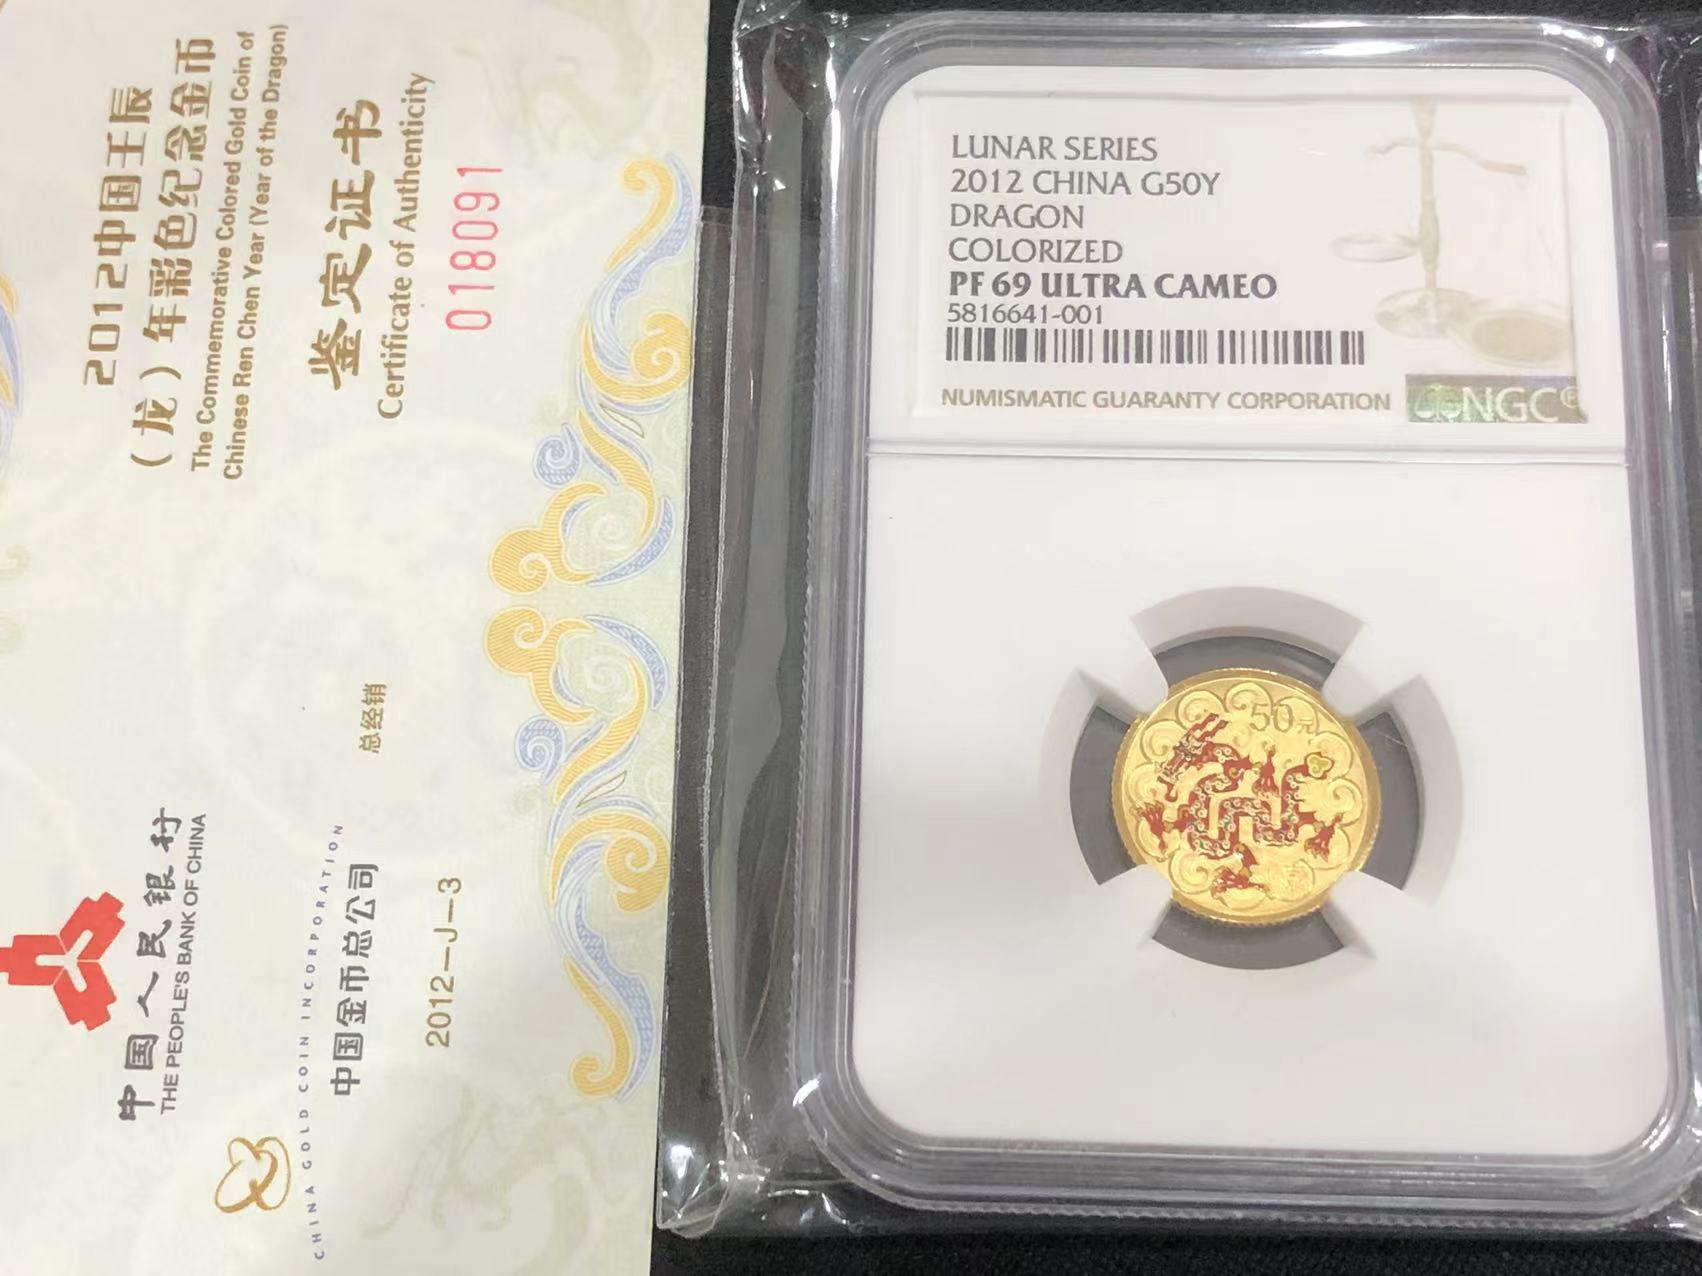 2012中国壬辰
（龙）年彩色纪念金币
The Commemorative Colored Gold Coin of
Chinese Ren Chen Year (Year of the Dragon)
鉴定证书
Certificate of Authenticity
018091
中国人民银行
THE PEOPLE'S BANK OF CHINA
CHINA GOLD COIN INCORPORATION
中国金币总公司
总经销
2012-J-3
LUNAR SERIES
2012 CHINA G50Y
DRAGON
COLORIZED
PF 69 ULTRA CAMEO
5816641-001
NUMISMATIC GUARANTY CORPORATION
NGC®
50元